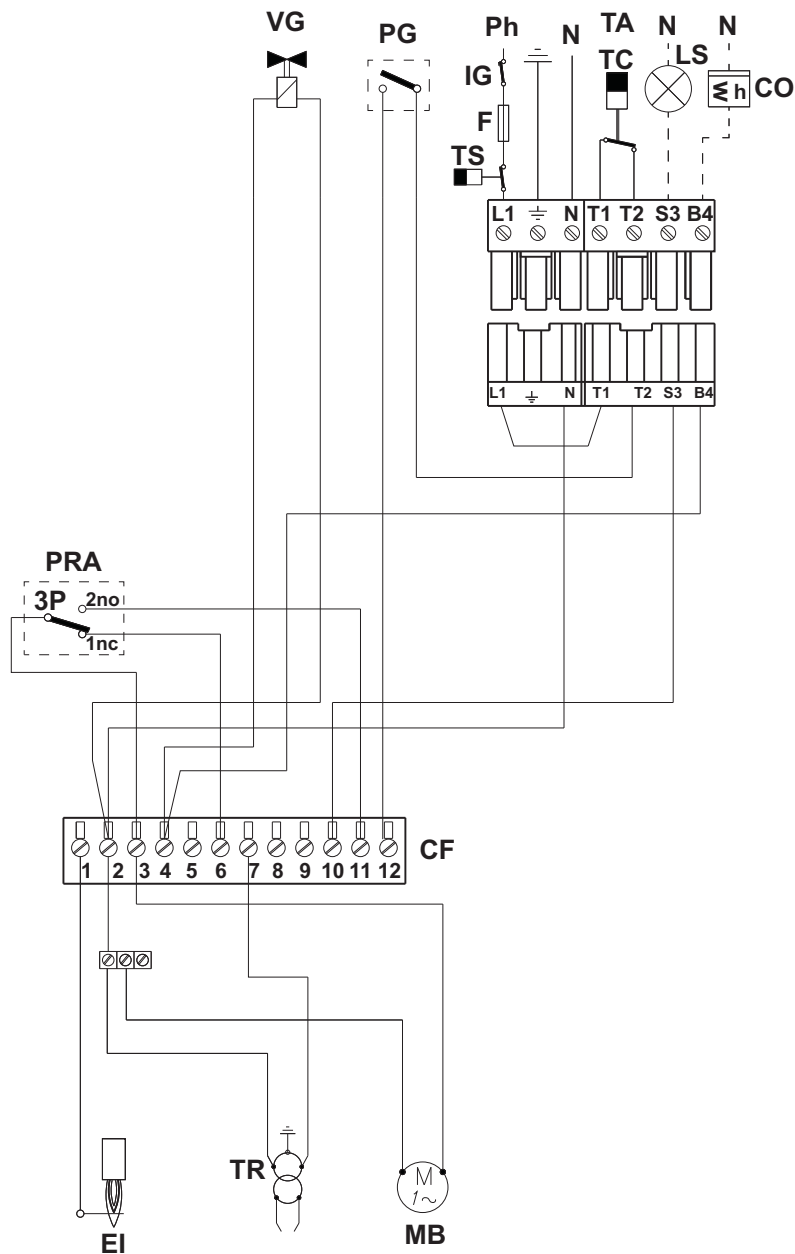 VG
PG
Ph
N
TA
TC
N
LS
N
IG
W h
CO
F
TS
L1 N T1 T2 S3 B4
L1 N T1 T2 S3 B4
PRA
3P
2no
1nc
CF
1 2 3 4 5 6 7 8 9 10 11 12
TR
M
1~
EI
MB